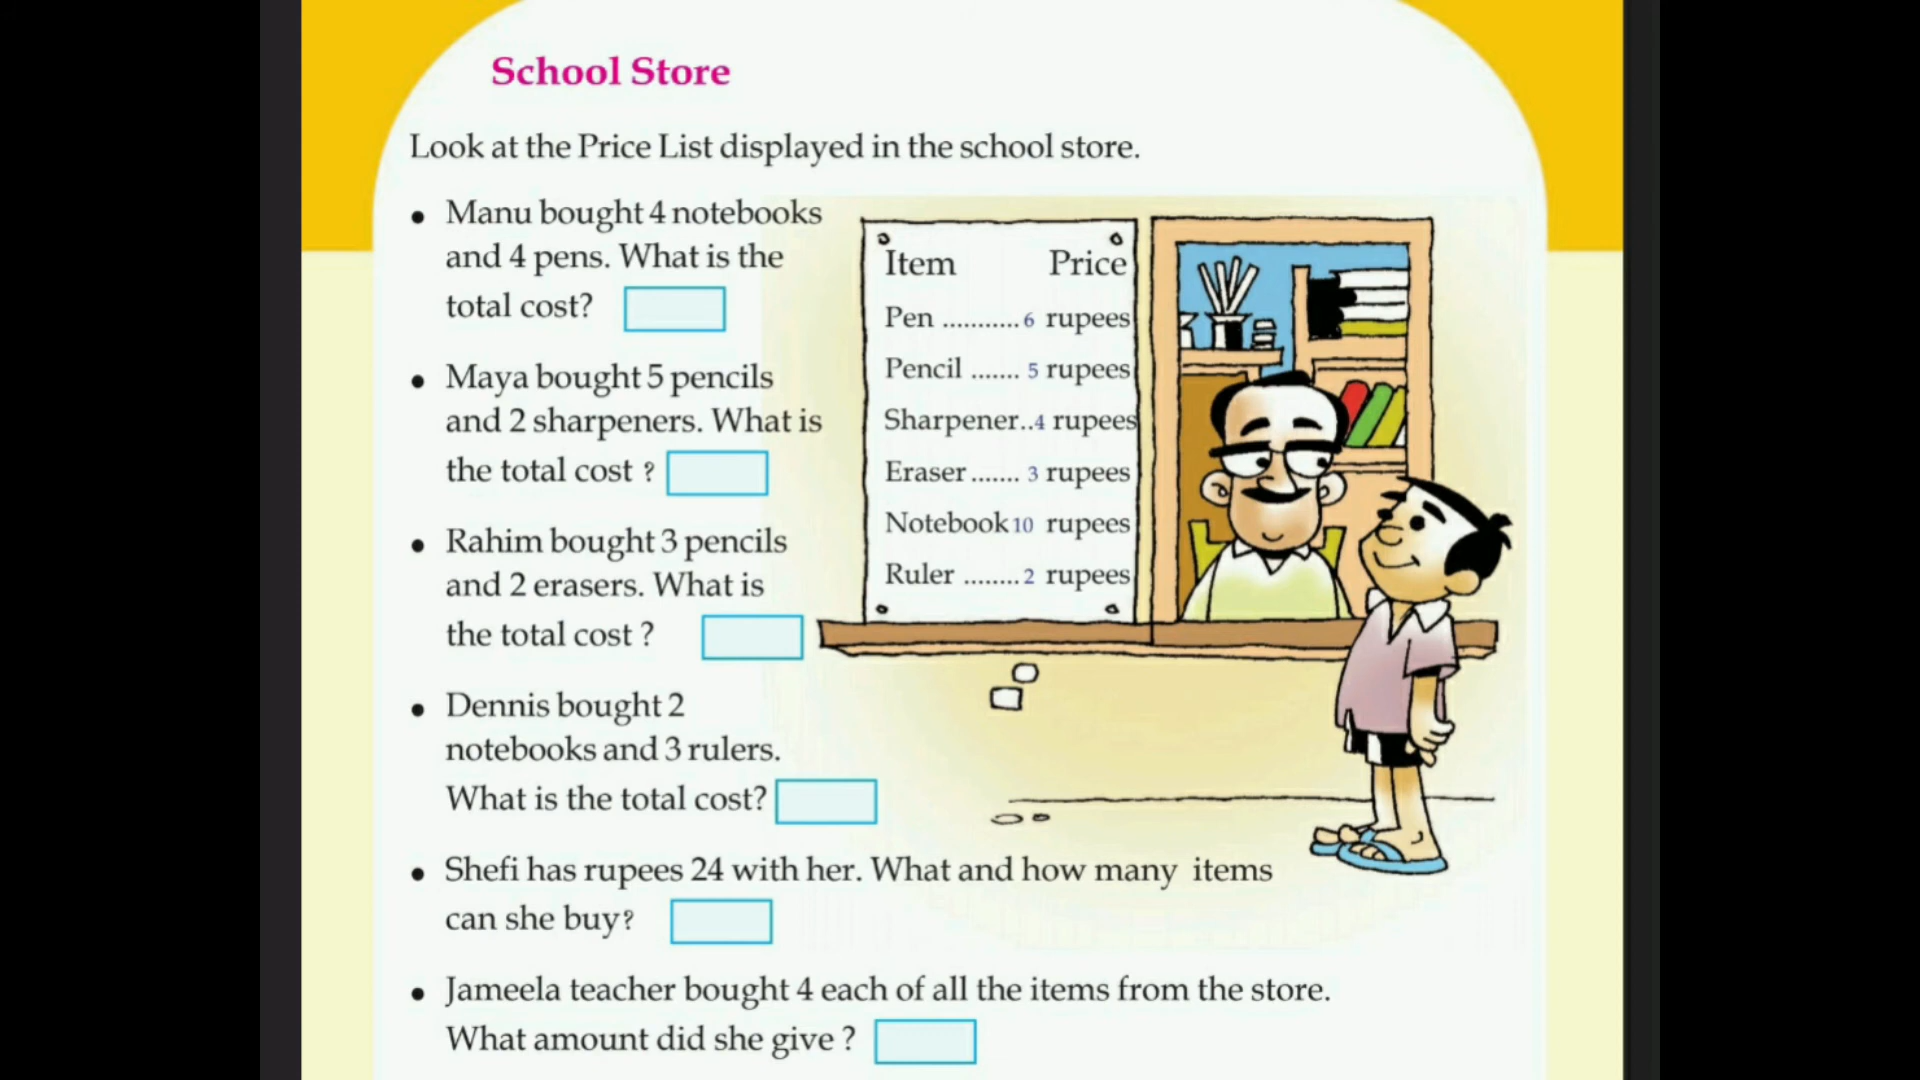 School Store
Look at the Price List displayed in the school store.
• Manu bought 4 notebooks
and 4 pens. What is the
total cost?
• Maya bought 5 pencils
and 2 sharpeners. What is
the total cost ?
• Rahim bought 3 pencils
and 2 erasers. What is
the total cost ?
• Dennis bought 2
notebooks and 3 rulers.
What is the total cost?
• Shefi has rupees 24 with her. What and how many items
can she buy?
• Jameela teacher bought 4 each of all the items from the store.
What amount did she give ?
Item Price
Pen ...........6 rupees
Pencil ....... 5 rupees
Sharpener..4 rupees
Eraser ....... 3 rupees
Notebook 10 rupees
Ruler ........2 rupees